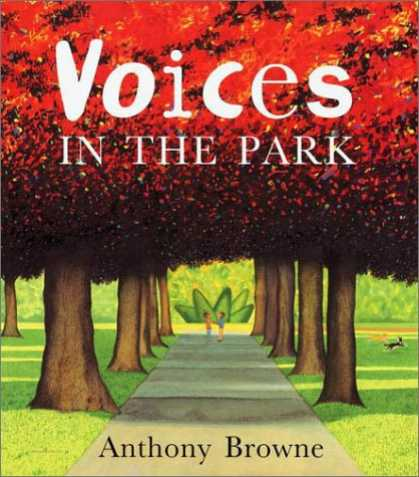 Voices
IN THE PARK
Anthony Browne